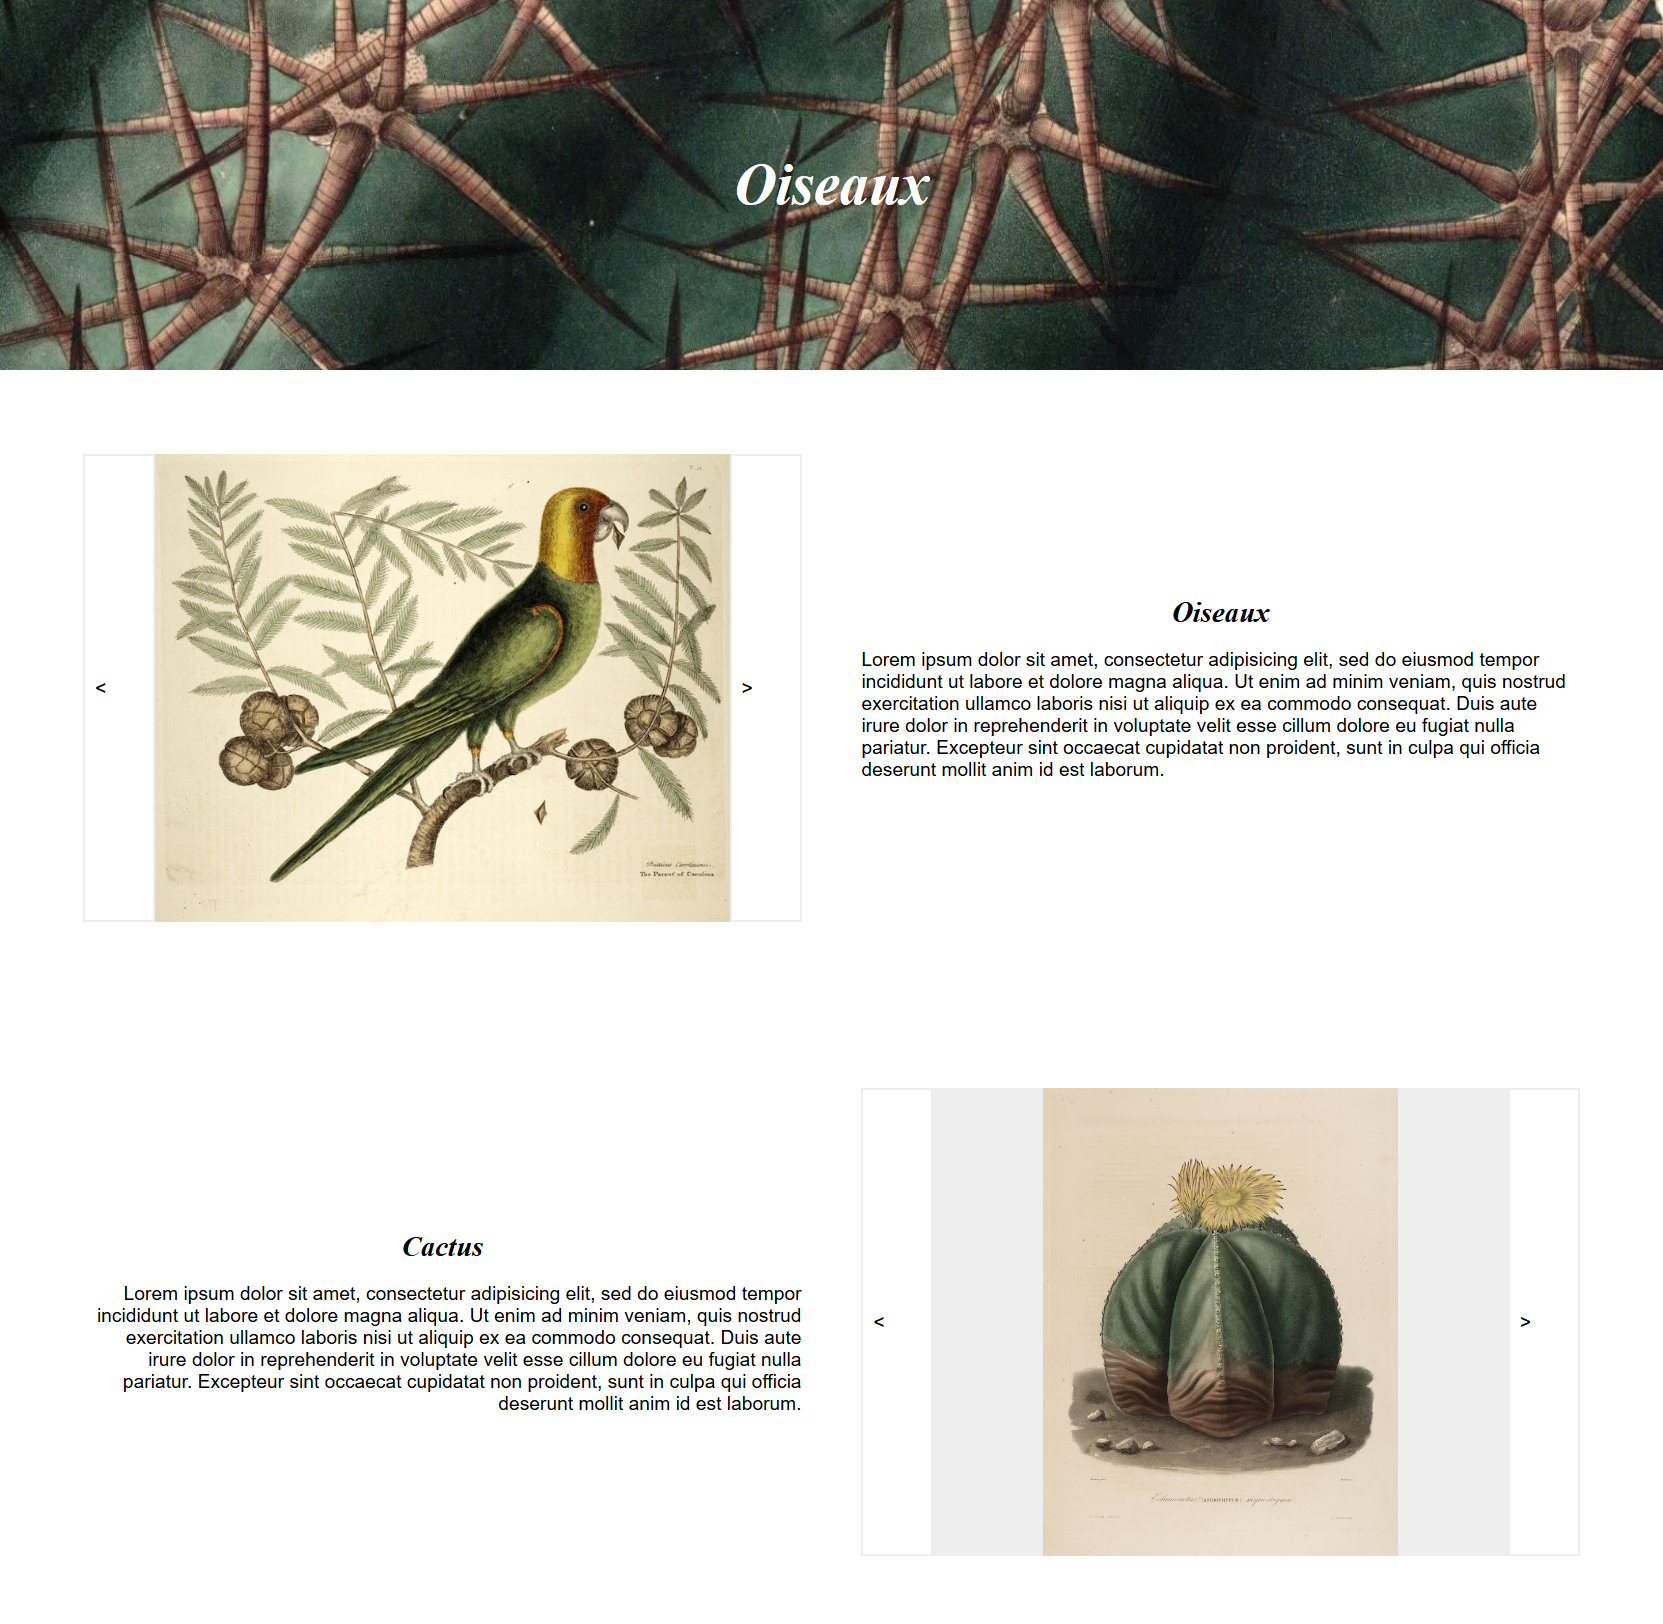 Oiseaux
<
>
The Parrot of Carolina
Oiseaux
Lorem ipsum dolor sit amet, consectetur adipisicing elit, sed do eiusmod tempor
incididunt ut labore et dolore magna aliqua. Ut enim ad minim veniam, quis nostrud
exercitation ullamco laboris nisi ut aliquip ex ea commodo consequat. Duis aute
irure dolor in reprehenderit in voluptate velit esse cillum dolore eu fugiat nulla
pariatur. Excepteur sint occaecat cupidatat non proident, sunt in culpa qui officia
deserunt mollit anim id est laborum.
Cactus
Lorem ipsum dolor sit amet, consectetur adipisicing elit, sed do eiusmod tempor
incididunt ut labore et dolore magna aliqua. Ut enim ad minim veniam, quis nostrud
exercitation ullamco laboris nisi ut aliquip ex ea commodo consequat. Duis aute
irure dolor in reprehenderit in voluptate velit esse cillum dolore eu fugiat nulla
pariatur. Excepteur sint occaecat cupidatat non proident, sunt in culpa qui officia
deserunt mollit anim id est laborum.
<
>